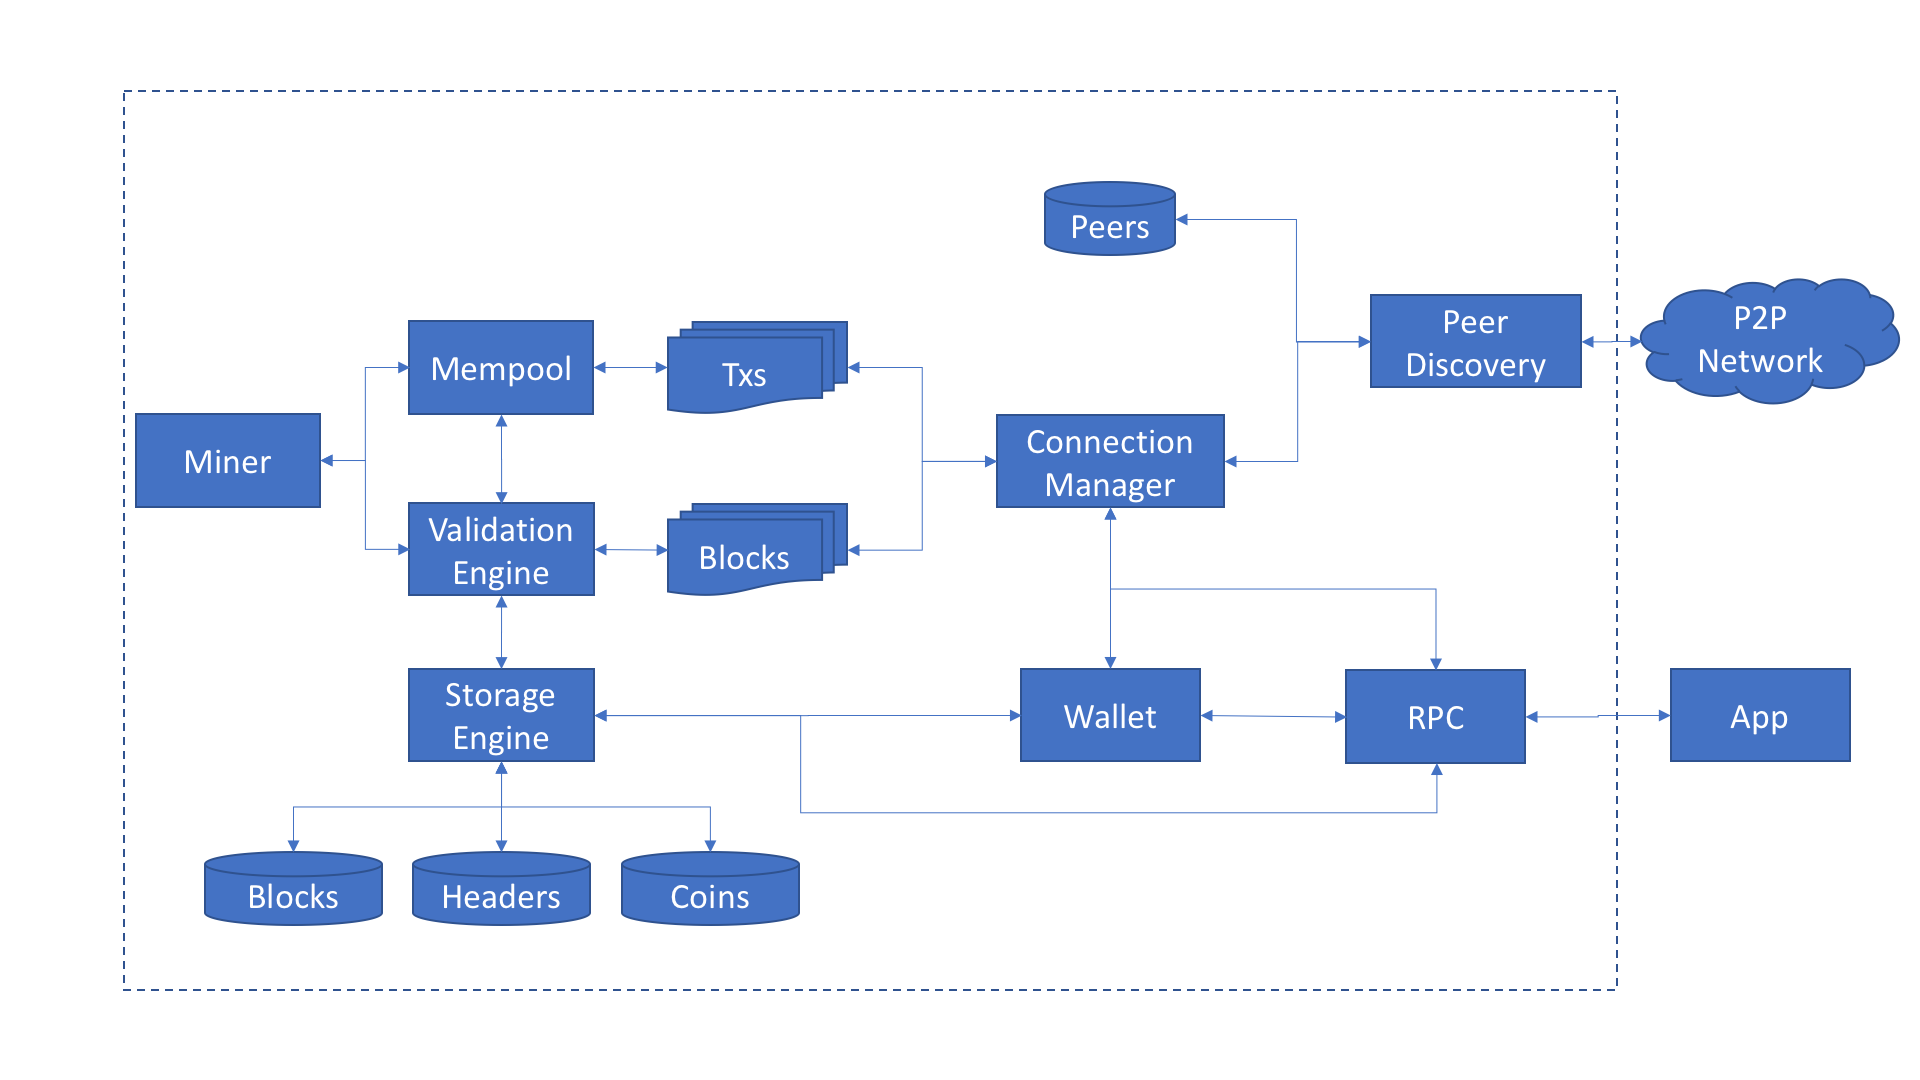 Peers
Peer
Discovery
P2P
Network
Mempool
Txs
Miner
Connection
Manager
Validation
Engine
Blocks
Storage
Engine
Wallet
RPC
App
Blocks
Headers
Coins